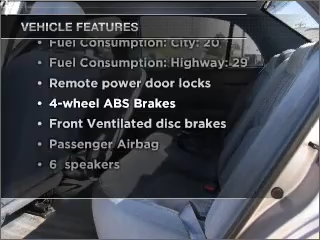 VEHICLE FEATURES
• Fuel Consumption: City: 20
• Fuel Consumption: Highway: 29
• Remote power door locks
• 4-wheel ABS Brakes
• Front Ventilated disc brakes
• Passenger Airbag
• 6 speakers